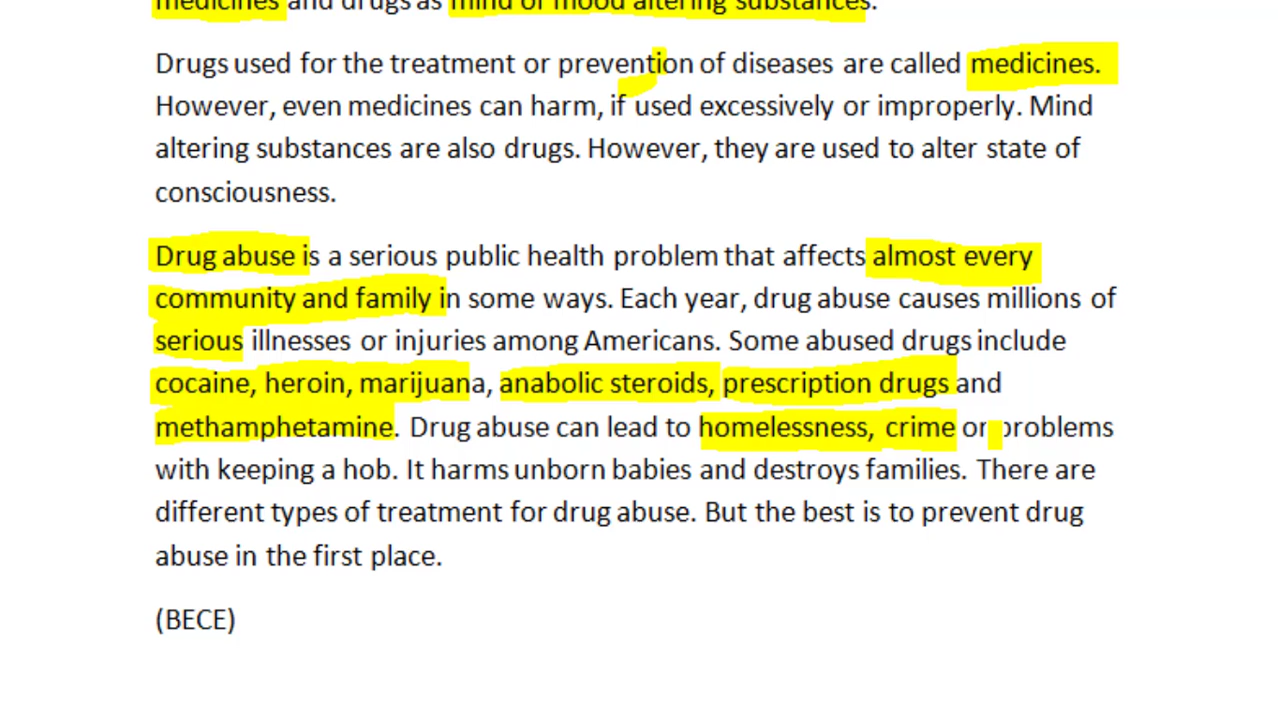 medicines and drugs as mind or mood altering substances.
Drugs used for the treatment or prevention of diseases are called medicines.
However, even medicines can harm, if used excessively or improperly. Mind
altering substances are also drugs. However, they are used to alter state of
consciousness.
Drug abuse is a serious public health problem that affects almost every
community and family in some ways. Each year, drug abuse causes millions of
serious illnesses or injuries among Americans. Some abused drugs include
cocaine, heroin, marijuana, anabolic steroids, prescription drugs and
methamphetamine. Drug abuse can lead to homelessness, crime or problems
with keeping a hob. It harms unborn babies and destroys families. There are
different types of treatment for drug abuse. But the best is to prevent drug
abuse in the first place.
(BECE)